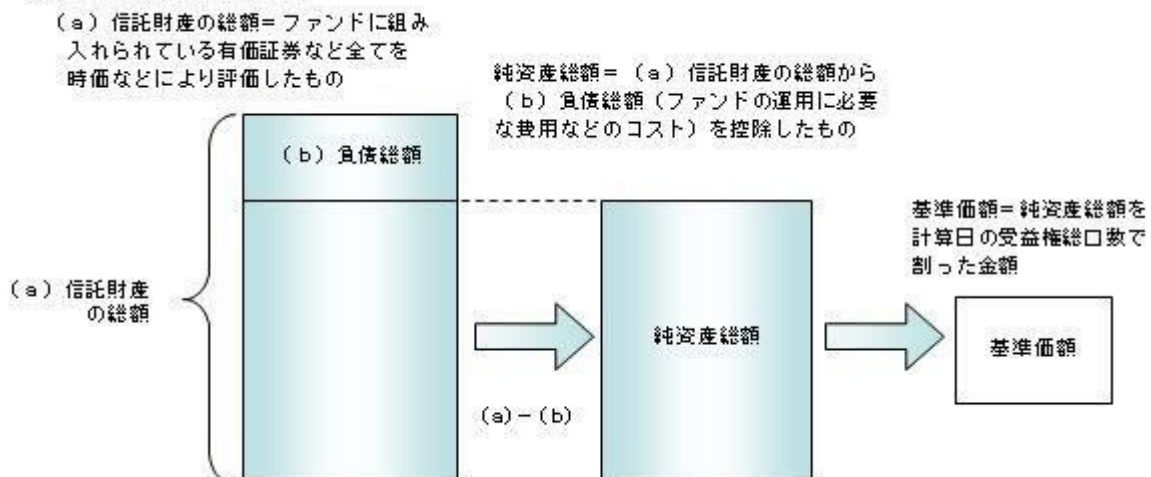 (a)信託財産の総額=ファンドに組み
入れられている有価証券など全てを
時価などにより評価したもの
純資産総額=(a)信託財産の総額から
(b)負債総額(ファンドの運用に必要
な費用などのコスト)を控除したもの
(b)負債総額
基準価額=純資産総額を
計算日の受益権総口数で
割った金額
(a)信託財産
の総額
純資産総額
基準価額
(a)-(b)